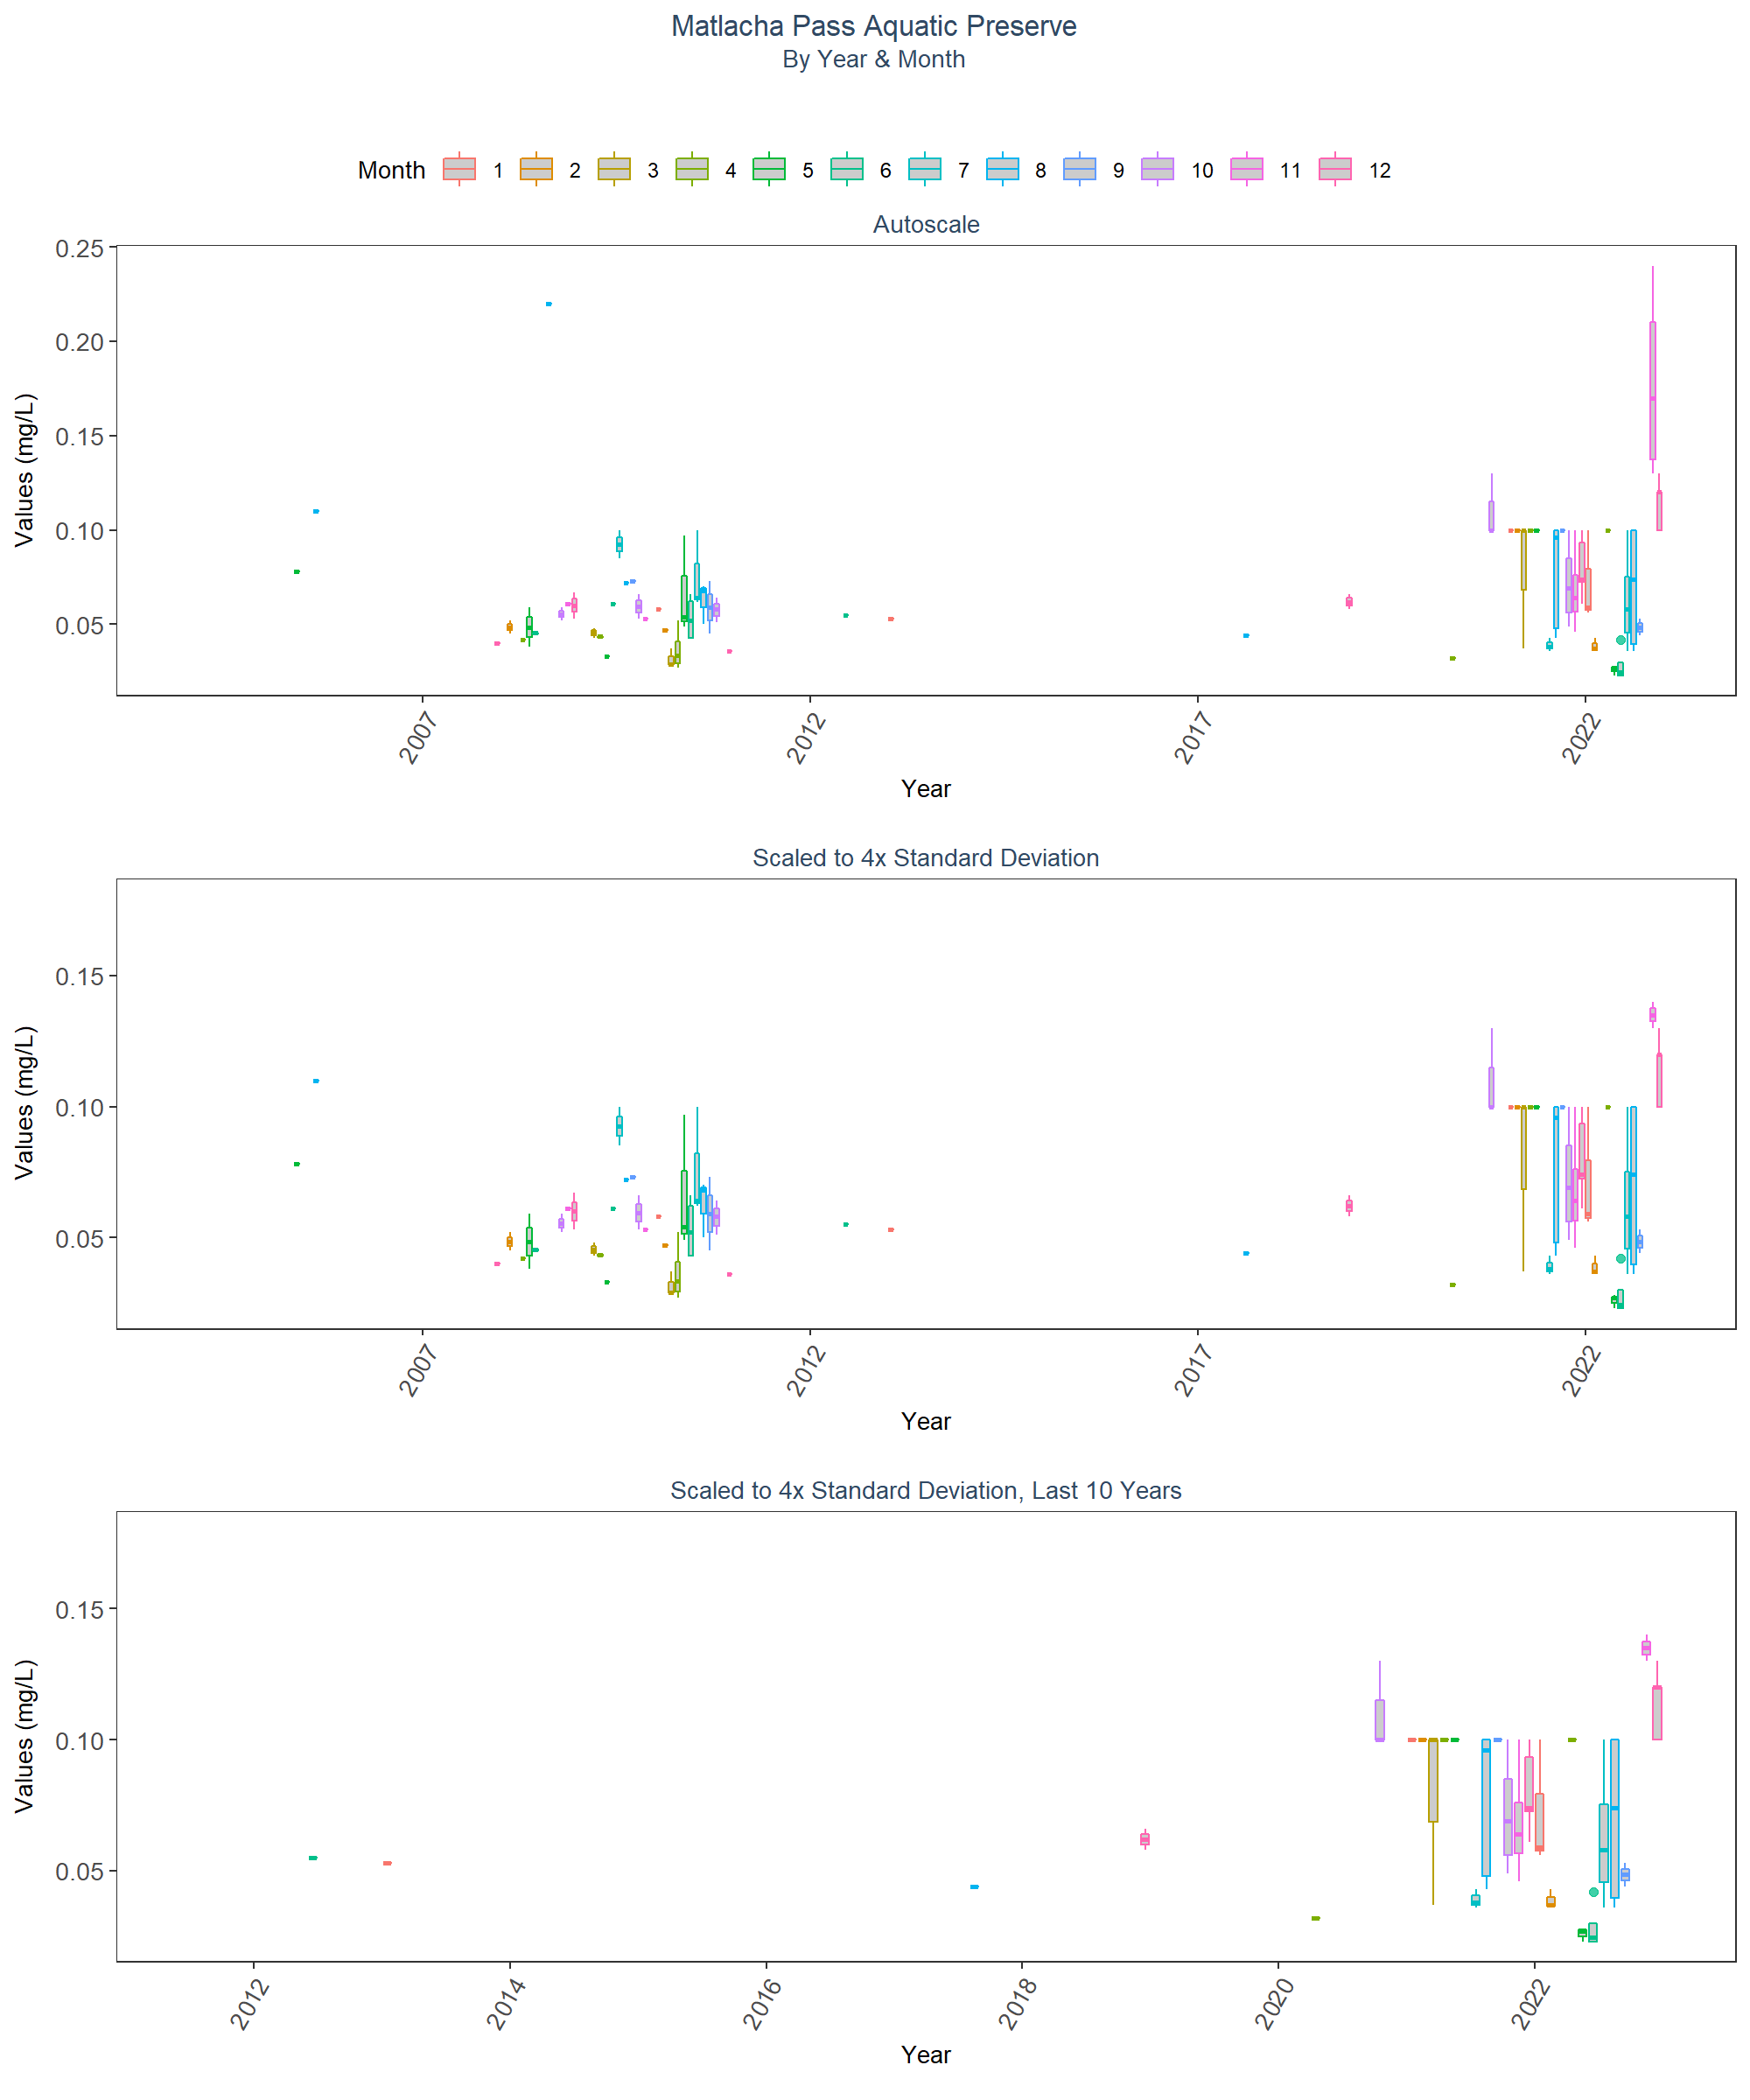 Matlacha Pass Aquatic Preserve
By Year & Month
Month 1 2 3 4 5 6 7 8 9 10 11 12
Autoscale
0.25
0.20
0.15
0.10
0.05
Values (mg/L)
2007 2012 2017 2022
Year
Scaled to 4x Standard Deviation
0.15
0.10
0.05
Values (mg/L)
2007 2012 2017 2022
Year
Scaled to 4x Standard Deviation, Last 10 Years
0.15
0.10
0.05
Values (mg/L)
2012 2014 2016 2018 2020 2022
Year